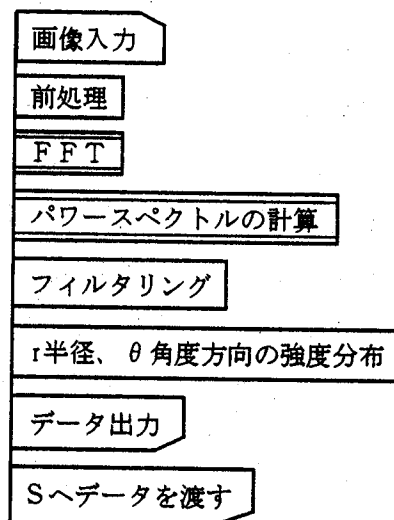 画像入力
前処理
ＦＦＴ
パワースペクトルの計算
フィルタリング
r半径、θ角度方向の強度分布
データ出力
Ｓへデータを渡す